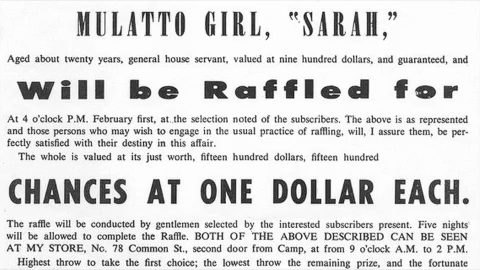 MULATTO GIRL, "SARAH,"
Aged about twenty years, general house servant, valued at nine hundred dollars, and guaranteed, and
Will be Raffled for
At 4 o'clock P.M. February first, at the selection noted of the subscribers. The above is as represented
and those persons who may wish to engage in the usual practice of raffling, will, I assure them, be per-
fectly satisfied with their destiny in this affair.
The whole is valued at its just worth, fifteen hundred dollars, fifteen hundred
CHANCES AT ONE DOLLAR EACH.
The raffle will be conducted by gentlemen selected by the interested subscribers present. Five nights
will be allowed to complete the Raffle. BOTH OF THE ABOVE DESCRIBED CAN BE SEEN
AT MY STORE, No. 78 Common St., second door from Camp, at from 9 o'clock A.M. to 2 P.M.
Highest throw to take the first choice; the lowest throw the remaining prize, and the fortunate